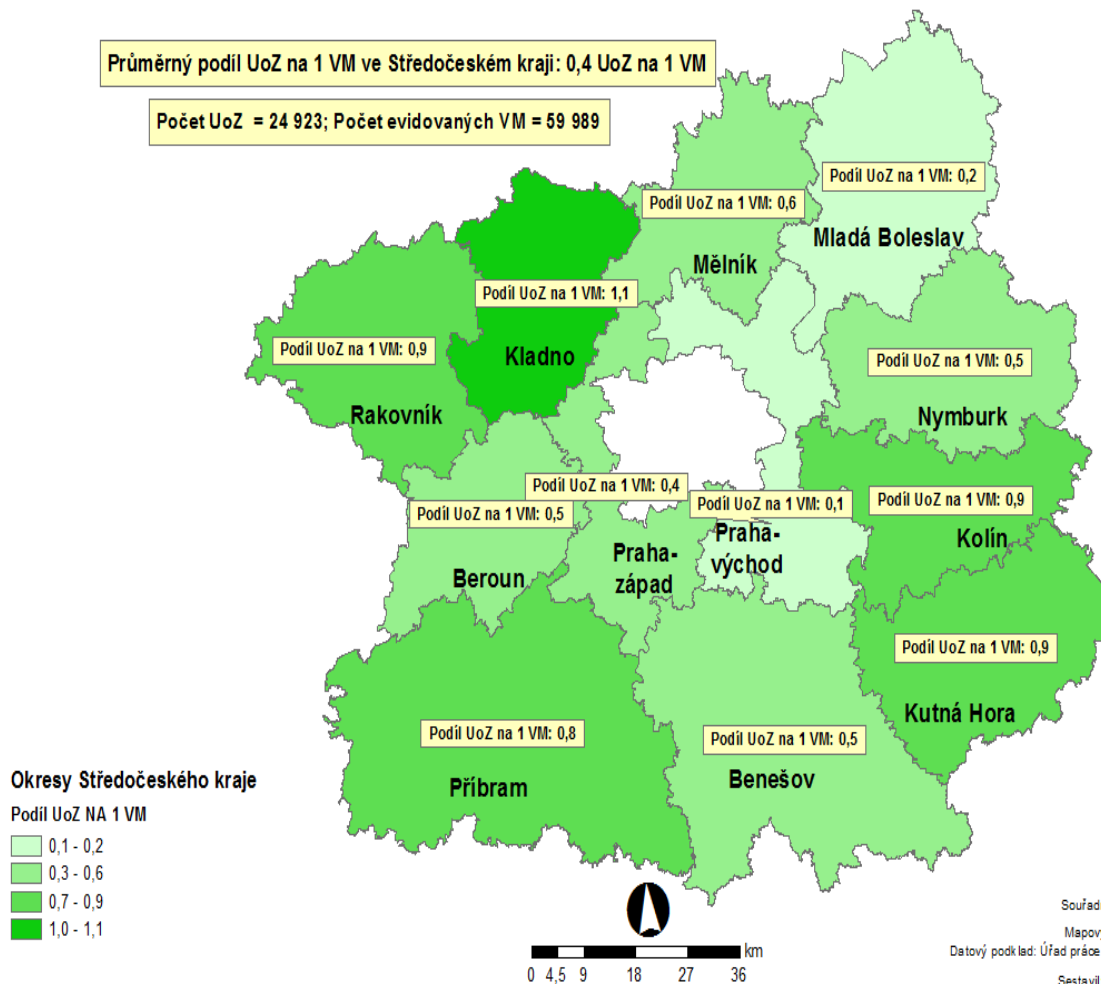 Průměrný podíl UoZ na 1 VM ve Středočeském kraji: 0,4 UoZ na 1 VM
Počet UoZ = 24 923; Počet evidovaných VM = 59 989
Podíl UoZ na 1 VM: 0,2
Mladá Boleslav
Podíl UoZ na 1 VM: 0,6
Mělník
Podíl UoZ na 1 VM: 1,1
Kladno
Podíl UoZ na 1 VM: 0,9
Rakovník
Podíl UoZ na 1 VM: 0,5
Nymburk
Podíl UoZ na 1 VM: 0,4
Praha-
západ
Podíl UoZ na 1 VM: 0,1
Praha-
východ
Podíl UoZ na 1 VM: 0,9
Kolín
Podíl UoZ na 1 VM: 0,5
Beroun
Podíl UoZ na 1 VM: 0,9
Kutná Hora
Podíl UoZ na 1 VM: 0,8
Příbram
Podíl UoZ na 1 VM: 0,5
Benešov
Okresy Středočeského kraje
Podíl UoZ NA 1 VM
0,1 - 0,2
0,3 - 0,6
0,7 - 0,9
1,0 - 1,1
km
0 4,5 9 18 27 36
Souřad
Mapov
Datový podklad: Úřad práce
Sestavil